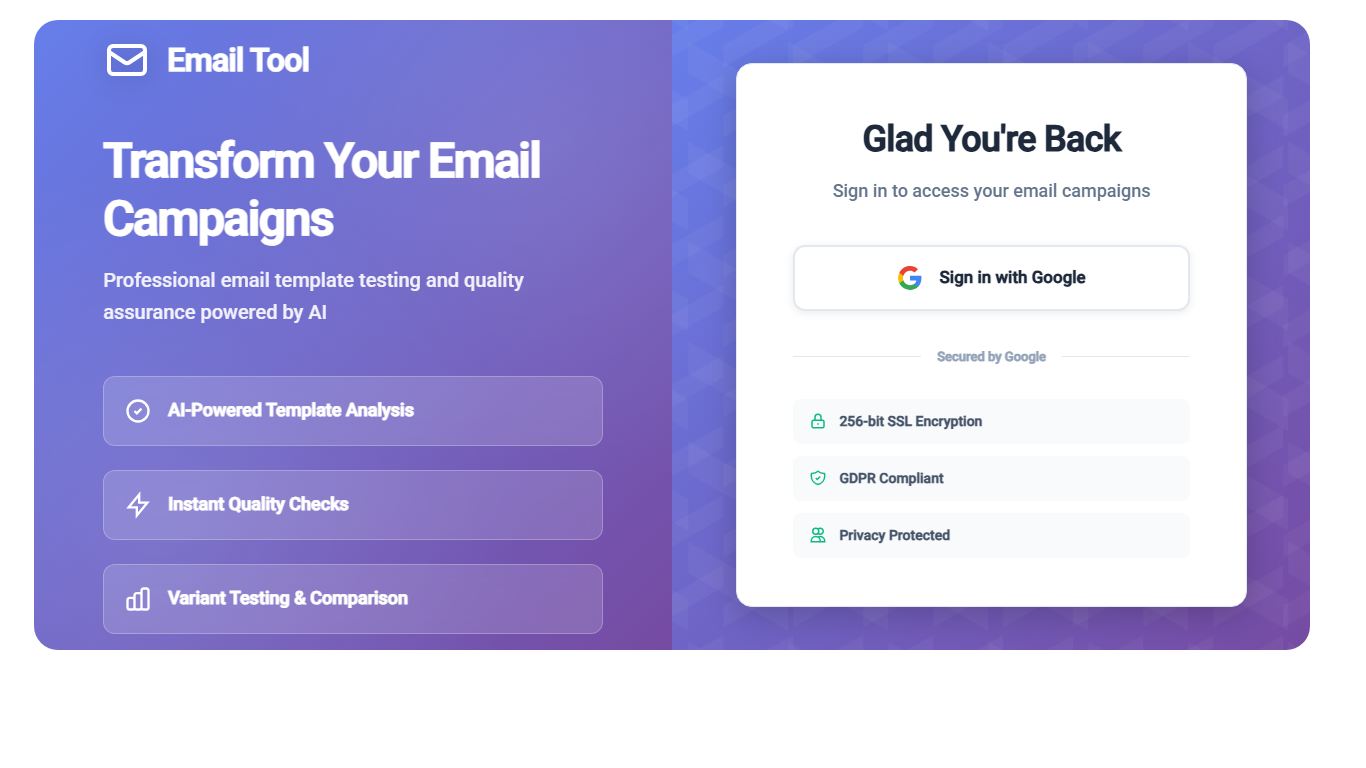 Email Tool
Transform Your Email
Campaigns
Professional email template testing and quality
assurance powered by AI
AI-Powered Template Analysis
Instant Quality Checks
Variant Testing & Comparison
Glad You're Back
Sign in to access your email campaigns
Sign in with Google
Secured by Google
256-bit SSL Encryption
GDPR Compliant
Privacy Protected